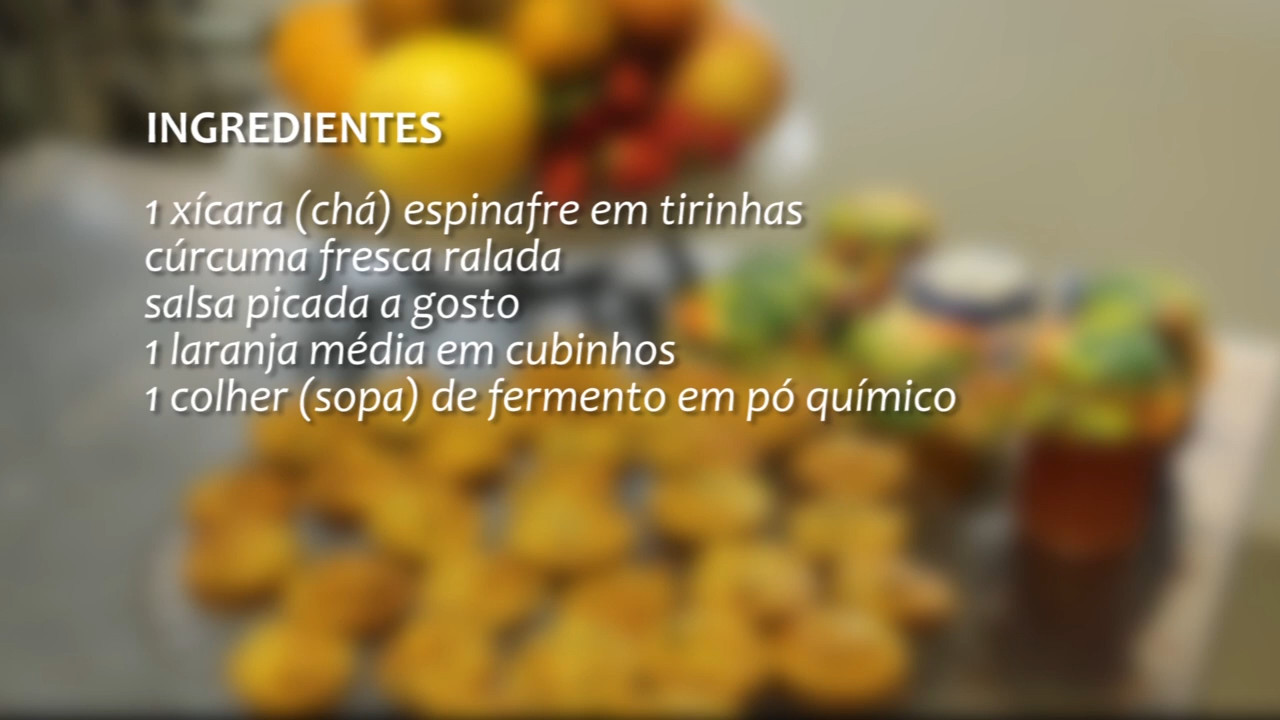 INGREDIENTES
1 xícara (chá) espinafre em tirinhas
cúrcuma fresca ralada
salsa picada a gosto
1 laranja média em cubinhos
1 colher (sopa) de fermento em pó químico